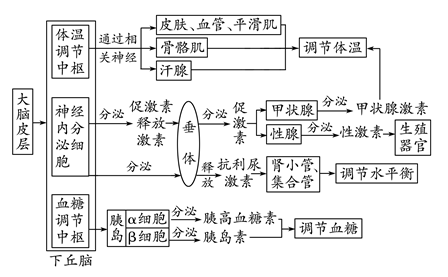 大脑皮层
体温调节中枢
通过相关神经
皮肤、血管、平滑肌
骨骼肌
汗腺
调节体温
神经内分泌细胞
分泌
促激素释放激素
垂体
分泌
促激素
甲状腺
分泌
甲状腺激素
性腺
分泌
性激素
生殖器官
分泌
释放
抗利尿激素
肾小管、集合管
调节水平衡
血糖调节中枢
胰岛
α细胞
分泌
胰高血糖素
β细胞
分泌
胰岛素
调节血糖
下丘脑